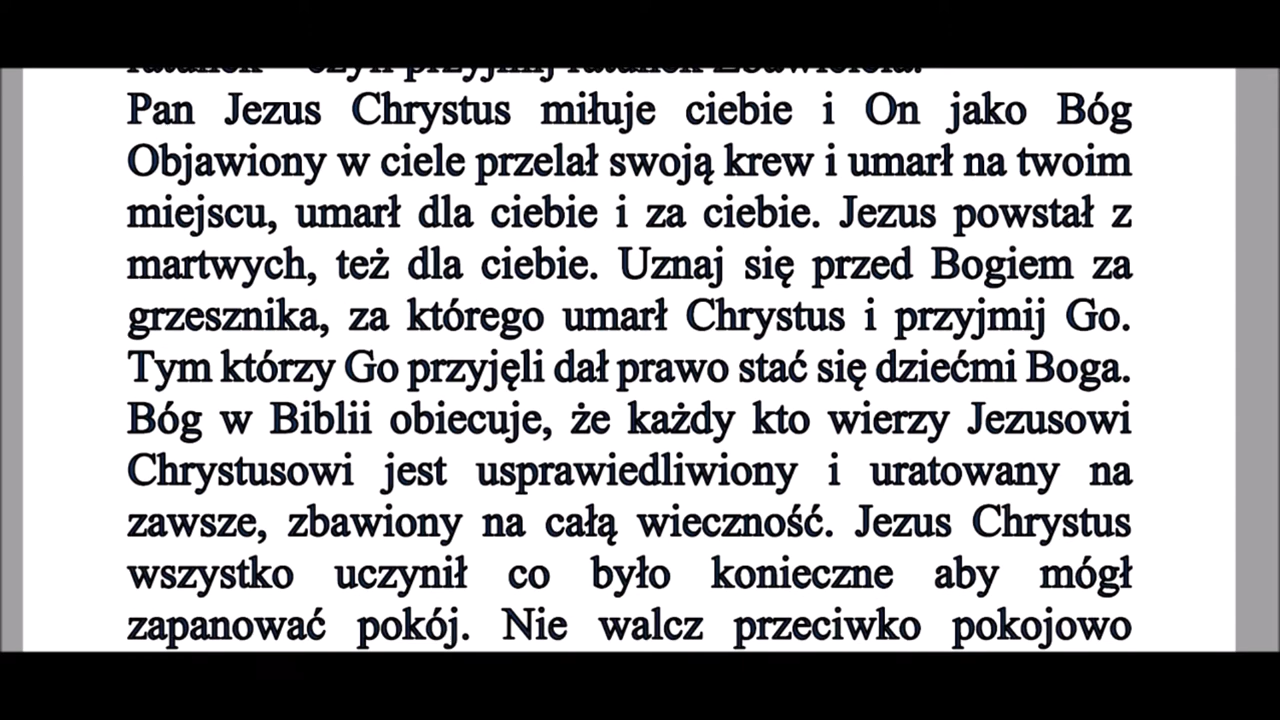 Pan Jezus Chrystus miłuje ciebie i On jako Bóg
Objawiony w ciele przelał swoją krew i umarł na twoim
miejscu, umarł dla ciebie i za ciebie. Jezus powstał z
martwych, też dla ciebie. Uznaj się przed Bogiem za
grzesznika, za którego umarł Chrystus i przyjmij Go.
Tym którzy Go przyjęli dał prawo stać się dziećmi Boga.
Bóg w Biblii obiecuje, że każdy kto wierzy Jezusowi
Chrystusowi jest usprawiedliwiony i uratowany na
zawsze, zbawiony na całą wieczność. Jezus Chrystus
wszystko uczynił co było konieczne aby mógł
zapanować pokój. Nie walcz przeciwko pokojowo